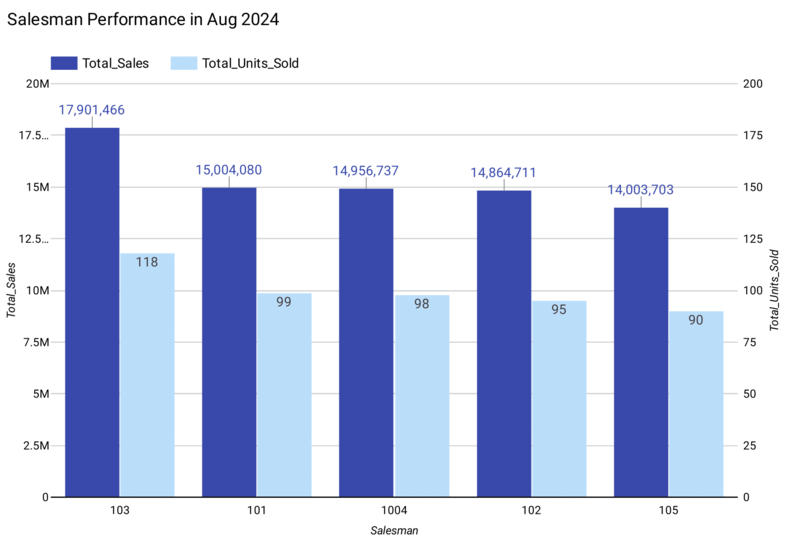 Salesman Performance in Aug 2024
Total_Sales Total_Units_Sold
20M 200
17,901,466
17.5... 175
15,004,080 14,956,737 14,864,711
14,003,703
15M 150
12.5... 125
118
10M 100
99 98 95 90
7.5M 75
5M 50
2.5M 25
0 0
103 101 1004 102 105
Total_Sales
Total_Units_Sold
Salesman